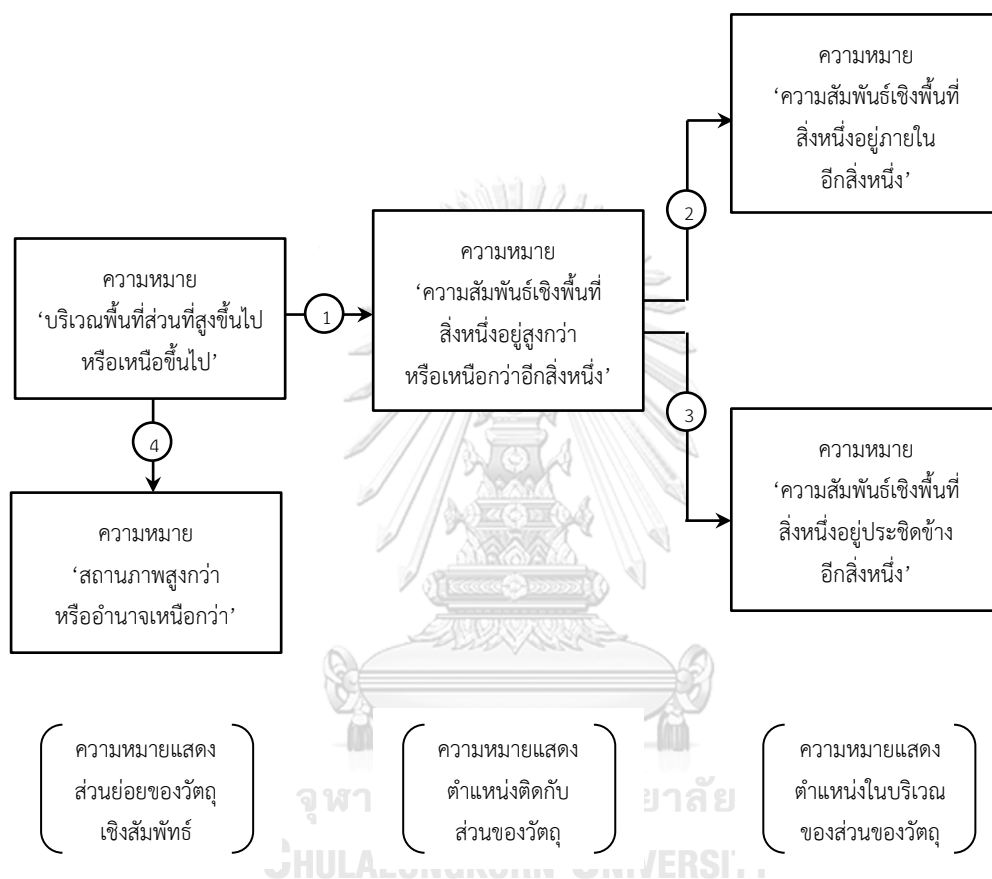 ความหมาย
‘บริเวณพื้นที่ส่วนที่สูงขึ้นไป
หรือเหนือขึ้นไป’
1
ความหมาย
‘ความสัมพันธ์เชิงพื้นที่
สิ่งหนึ่งอยู่สูงกว่า
หรือเหนือกว่าอีกสิ่งหนึ่ง’
2
ความหมาย
‘ความสัมพันธ์เชิงพื้นที่
สิ่งหนึ่งอยู่ภายใน
อีกสิ่งหนึ่ง’
3
ความหมาย
‘ความสัมพันธ์เชิงพื้นที่
สิ่งหนึ่งอยู่ประชิดข้าง
อีกสิ่งหนึ่ง’
4
ความหมาย
‘สถานภาพสูงกว่า
หรืออำนาจเหนือกว่า’
ความหมายแสดง
ส่วนย่อยของวัตถุ
เชิงสัมพัทธ์
ความหมายแสดง
ตำแหน่งติดกับ
ส่วนของวัตถุ
ความหมายแสดง
ตำแหน่งในบริเวณ
ของส่วนของวัตถุ